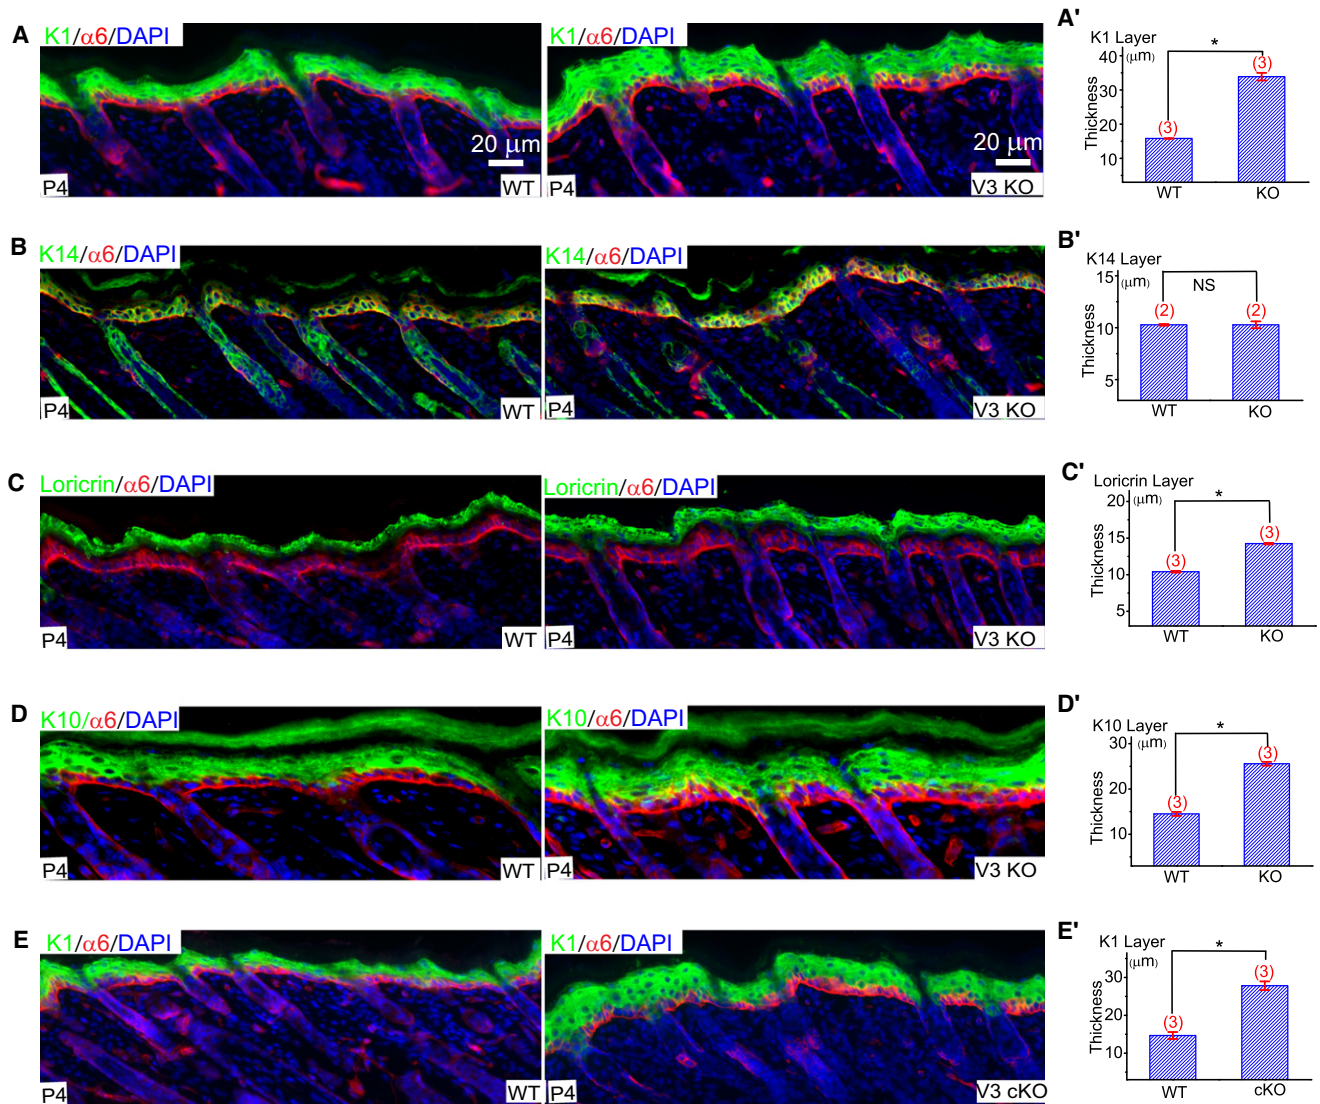 A
K1/α6/DAPI
20 μm
P4
WT
K1/α6/DAPI
20 μm
P4
V3 KO
A'
K1 Layer
(μm)
Thickness
40
30
20
10
(3)
(3)
*
WT
KO
B
K14/α6/DAPI
P4
WT
K14/α6/DAPI
P4
V3 KO
B'
K14 Layer
(μm)
Thickness
15
10
5
(2)
(2)
NS
WT
KO
C
Loricrin/α6/DAPI
P4
WT
Loricrin/α6/DAPI
P4
V3 KO
C'
Loricrin Layer
(μm)
Thickness
20
15
10
5
(3)
(3)
*
WT
KO
D
K10/α6/DAPI
P4
WT
K10/α6/DAPI
P4
V3 KO
D'
K10 Layer
(μm)
Thickness
30
20
10
(3)
(3)
*
WT
KO
E
K1/α6/DAPI
P4
WT
K1/α6/DAPI
P4
V3 cKO
E'
K1 Layer
(μm)
Thickness
30
20
10
(3)
(3)
*
WT
cKO